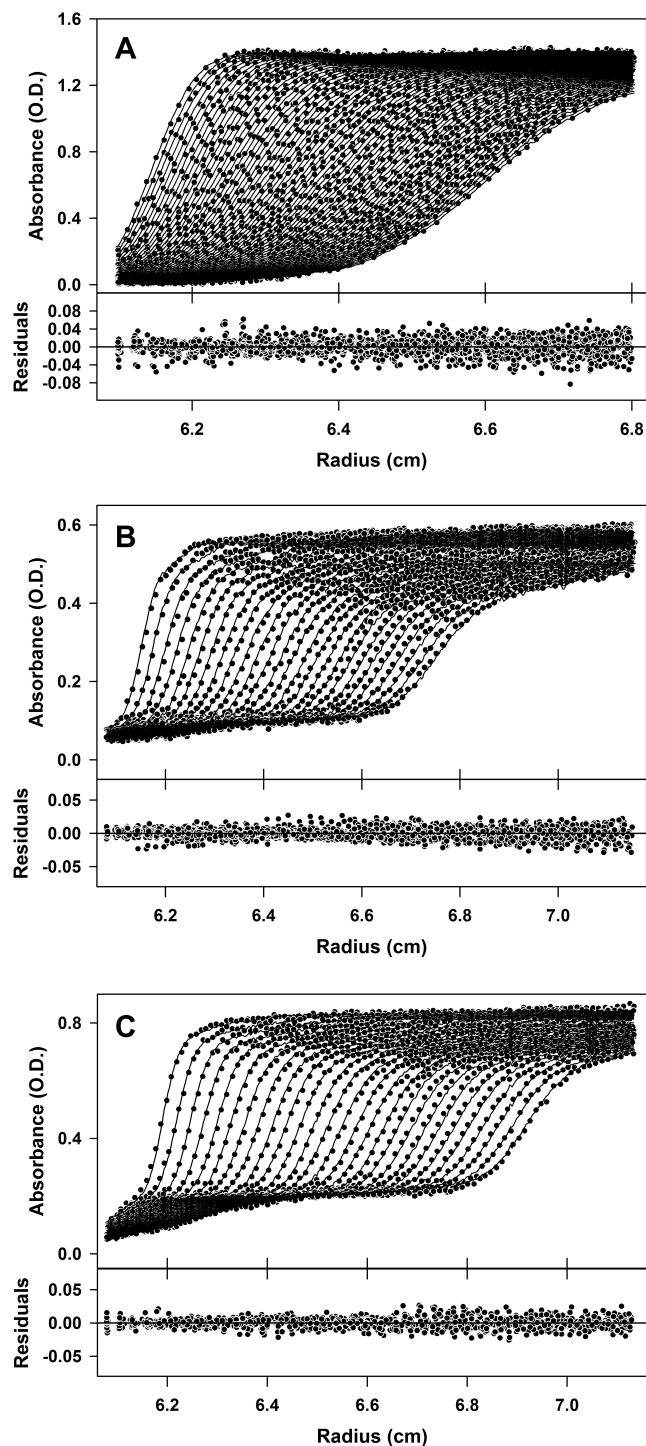 A
Absorbance (O.D.)
1.6
1.2
0.8
0.4
0.0
Residuals
0.08
0.04
0.00
-0.04
-0.08
6.2 6.4 6.6 6.8
Radius (cm)
B
Absorbance (O.D.)
0.6
0.4
0.2
0.0
Residuals
0.05
0.00
-0.05
6.2 6.4 6.6 6.8 7.0
Radius (cm)
C
Absorbance (O.D.)
0.8
0.4
0.0
Residuals
0.05
0.00
-0.05
6.2 6.4 6.6 6.8 7.0
Radius (cm)